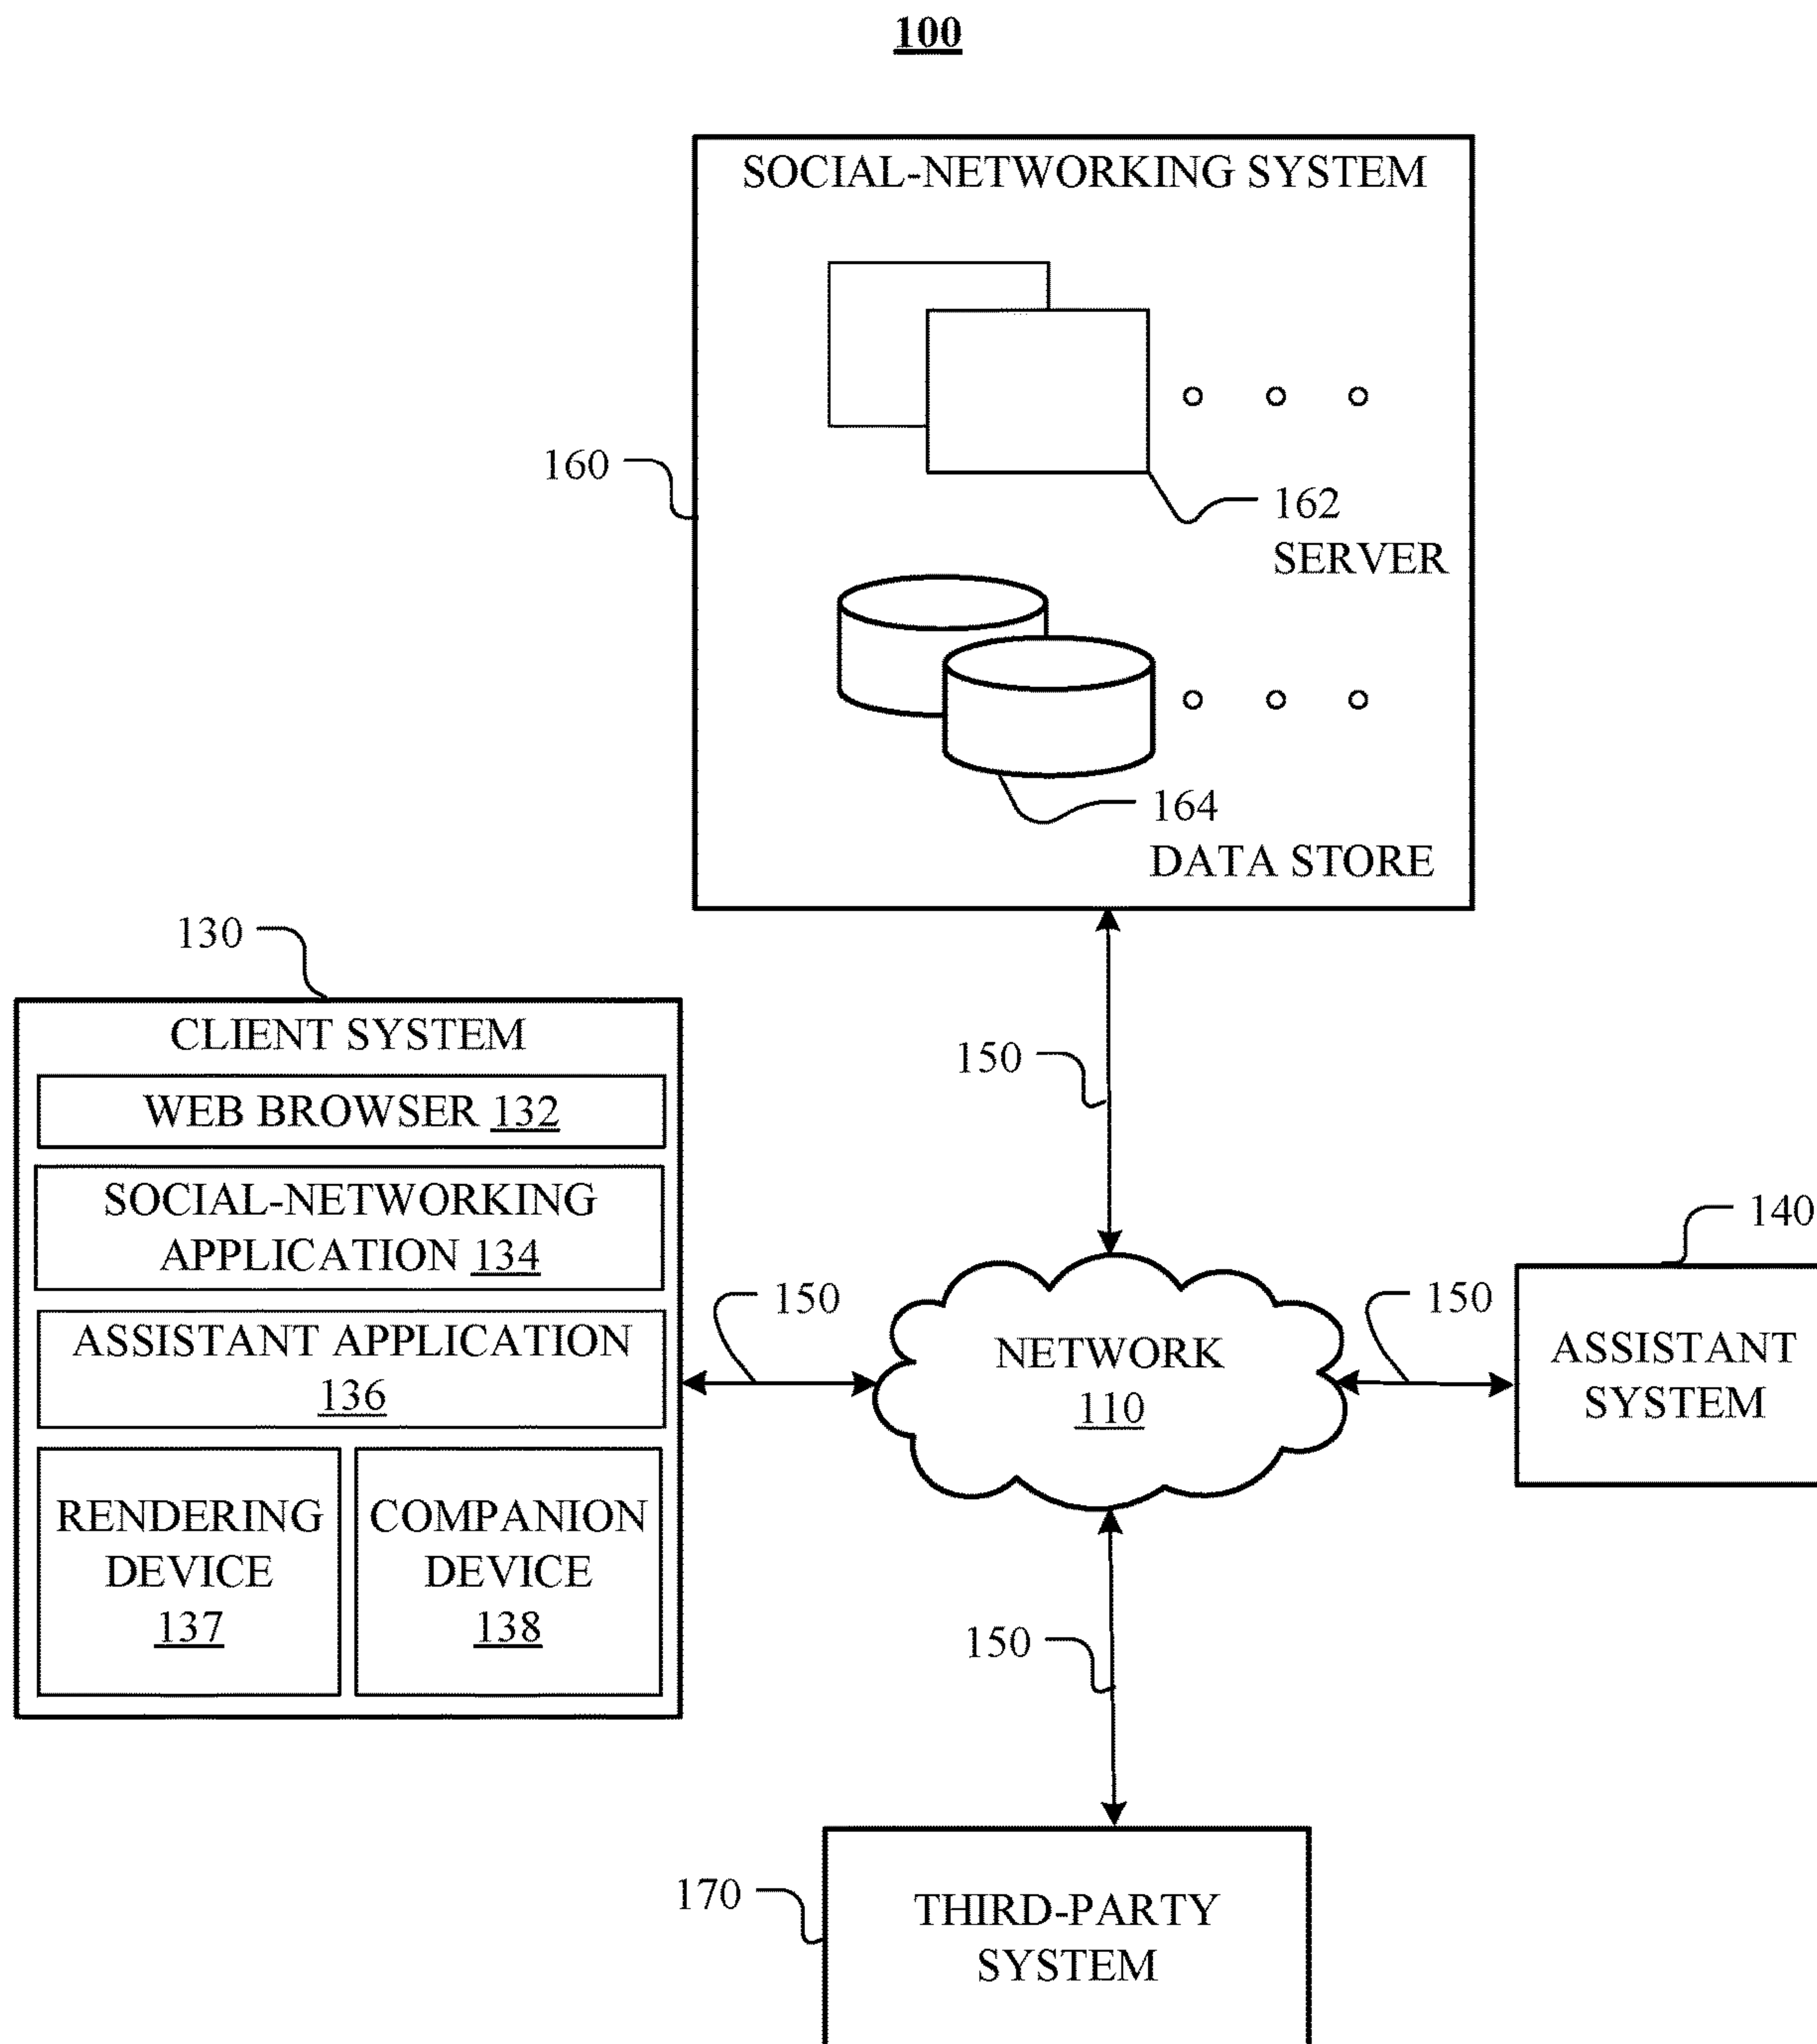 100
SOCIAL-NETWORKING SYSTEM
160
162
SERVER
164
DATA STORE
130
CLIENT SYSTEM
WEB BROWSER 132
SOCIAL-NETWORKING
APPLICATION 134
ASSISTANT APPLICATION
136
RENDERING
DEVICE
137
COMPANION
DEVICE
138
150
150
NETWORK
110
150
140
ASSISTANT
SYSTEM
150
170
THIRD-PARTY
SYSTEM